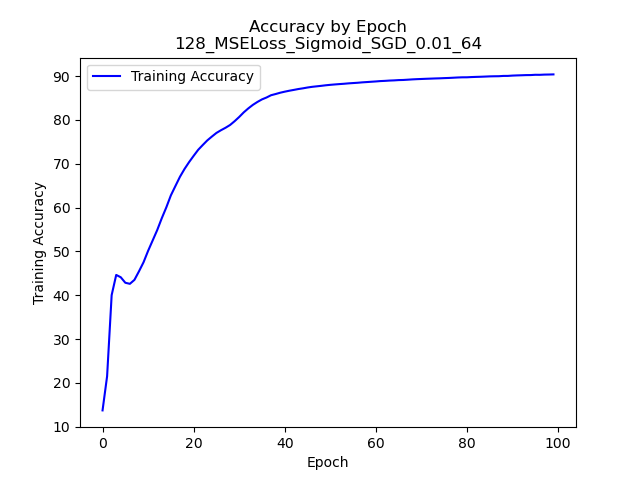 Accuracy by Epoch
128_MSELoss_Sigmoid_SGD_0.01_64
Training Accuracy
90
80
70
60
50
40
30
20
10
Training Accuracy
0 20 40 60 80 100
Epoch